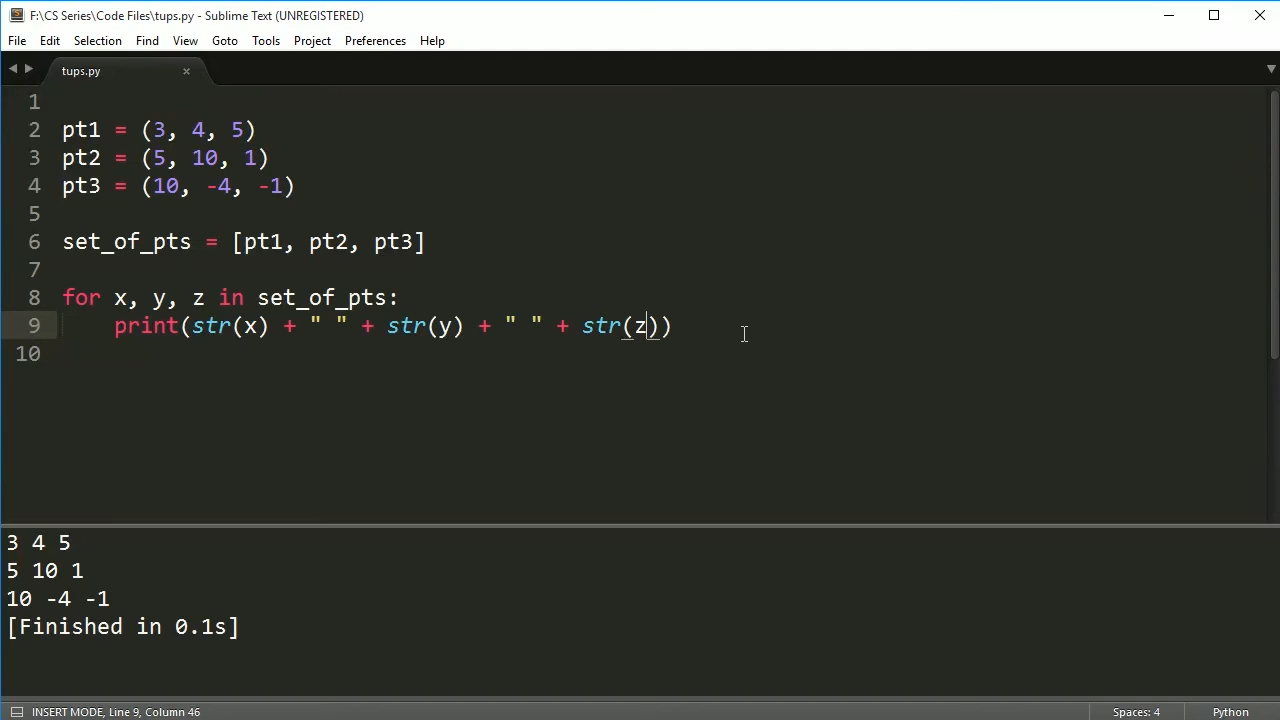 F:\CS Series\Code Files\tups.py - Sublime Text (UNREGISTERED)
File Edit Selection Find View Goto Tools Project Preferences Help
tups.py
1
2 pt1 = (3, 4, 5)
3 pt2 = (5, 10, 1)
4 pt3 = (10, -4, -1)
5
6 set_of_pts = [pt1, pt2, pt3]
7
8 for x, y, z in set_of_pts:
9     print(str(x) + " " + str(y) + " " + str(z))
10
3 4 5
5 10 1
10 -4 -1
[Finished in 0.1s]
INSERT MODE, Line 9, Column 46 Spaces: 4 Python